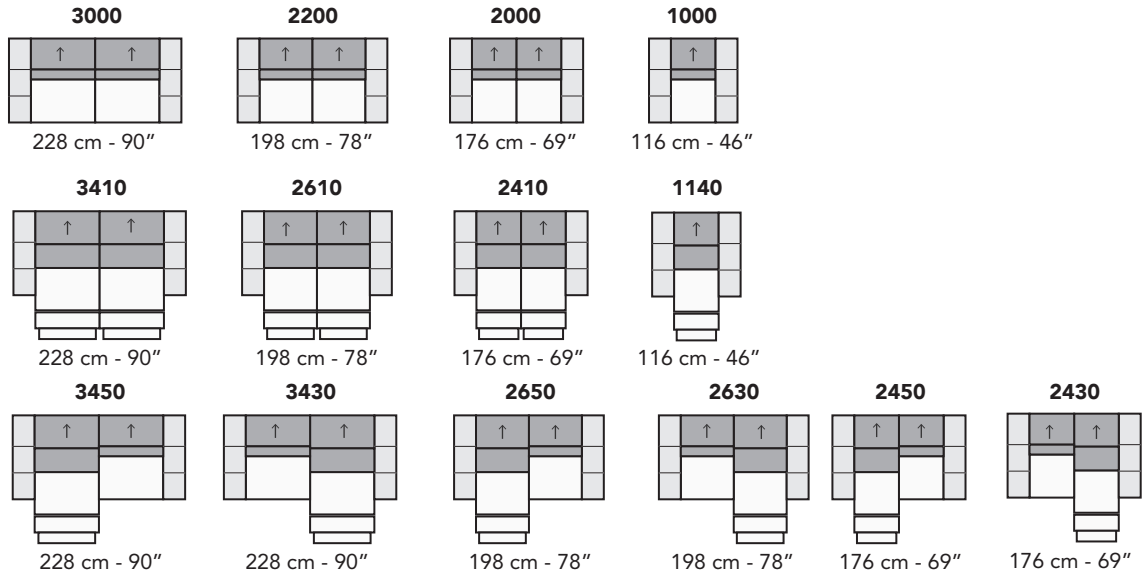 3000 2200 2000 1000
228 cm - 90” 198 cm - 78” 176 cm - 69” 116 cm - 46”
3410 2610 2410 1140
228 cm - 90” 198 cm - 78” 176 cm - 69” 116 cm - 46”
3450 3430 2650 2630 2450 2430
228 cm - 90” 228 cm - 90” 198 cm - 78” 198 cm - 78” 176 cm - 69” 176 cm - 69”